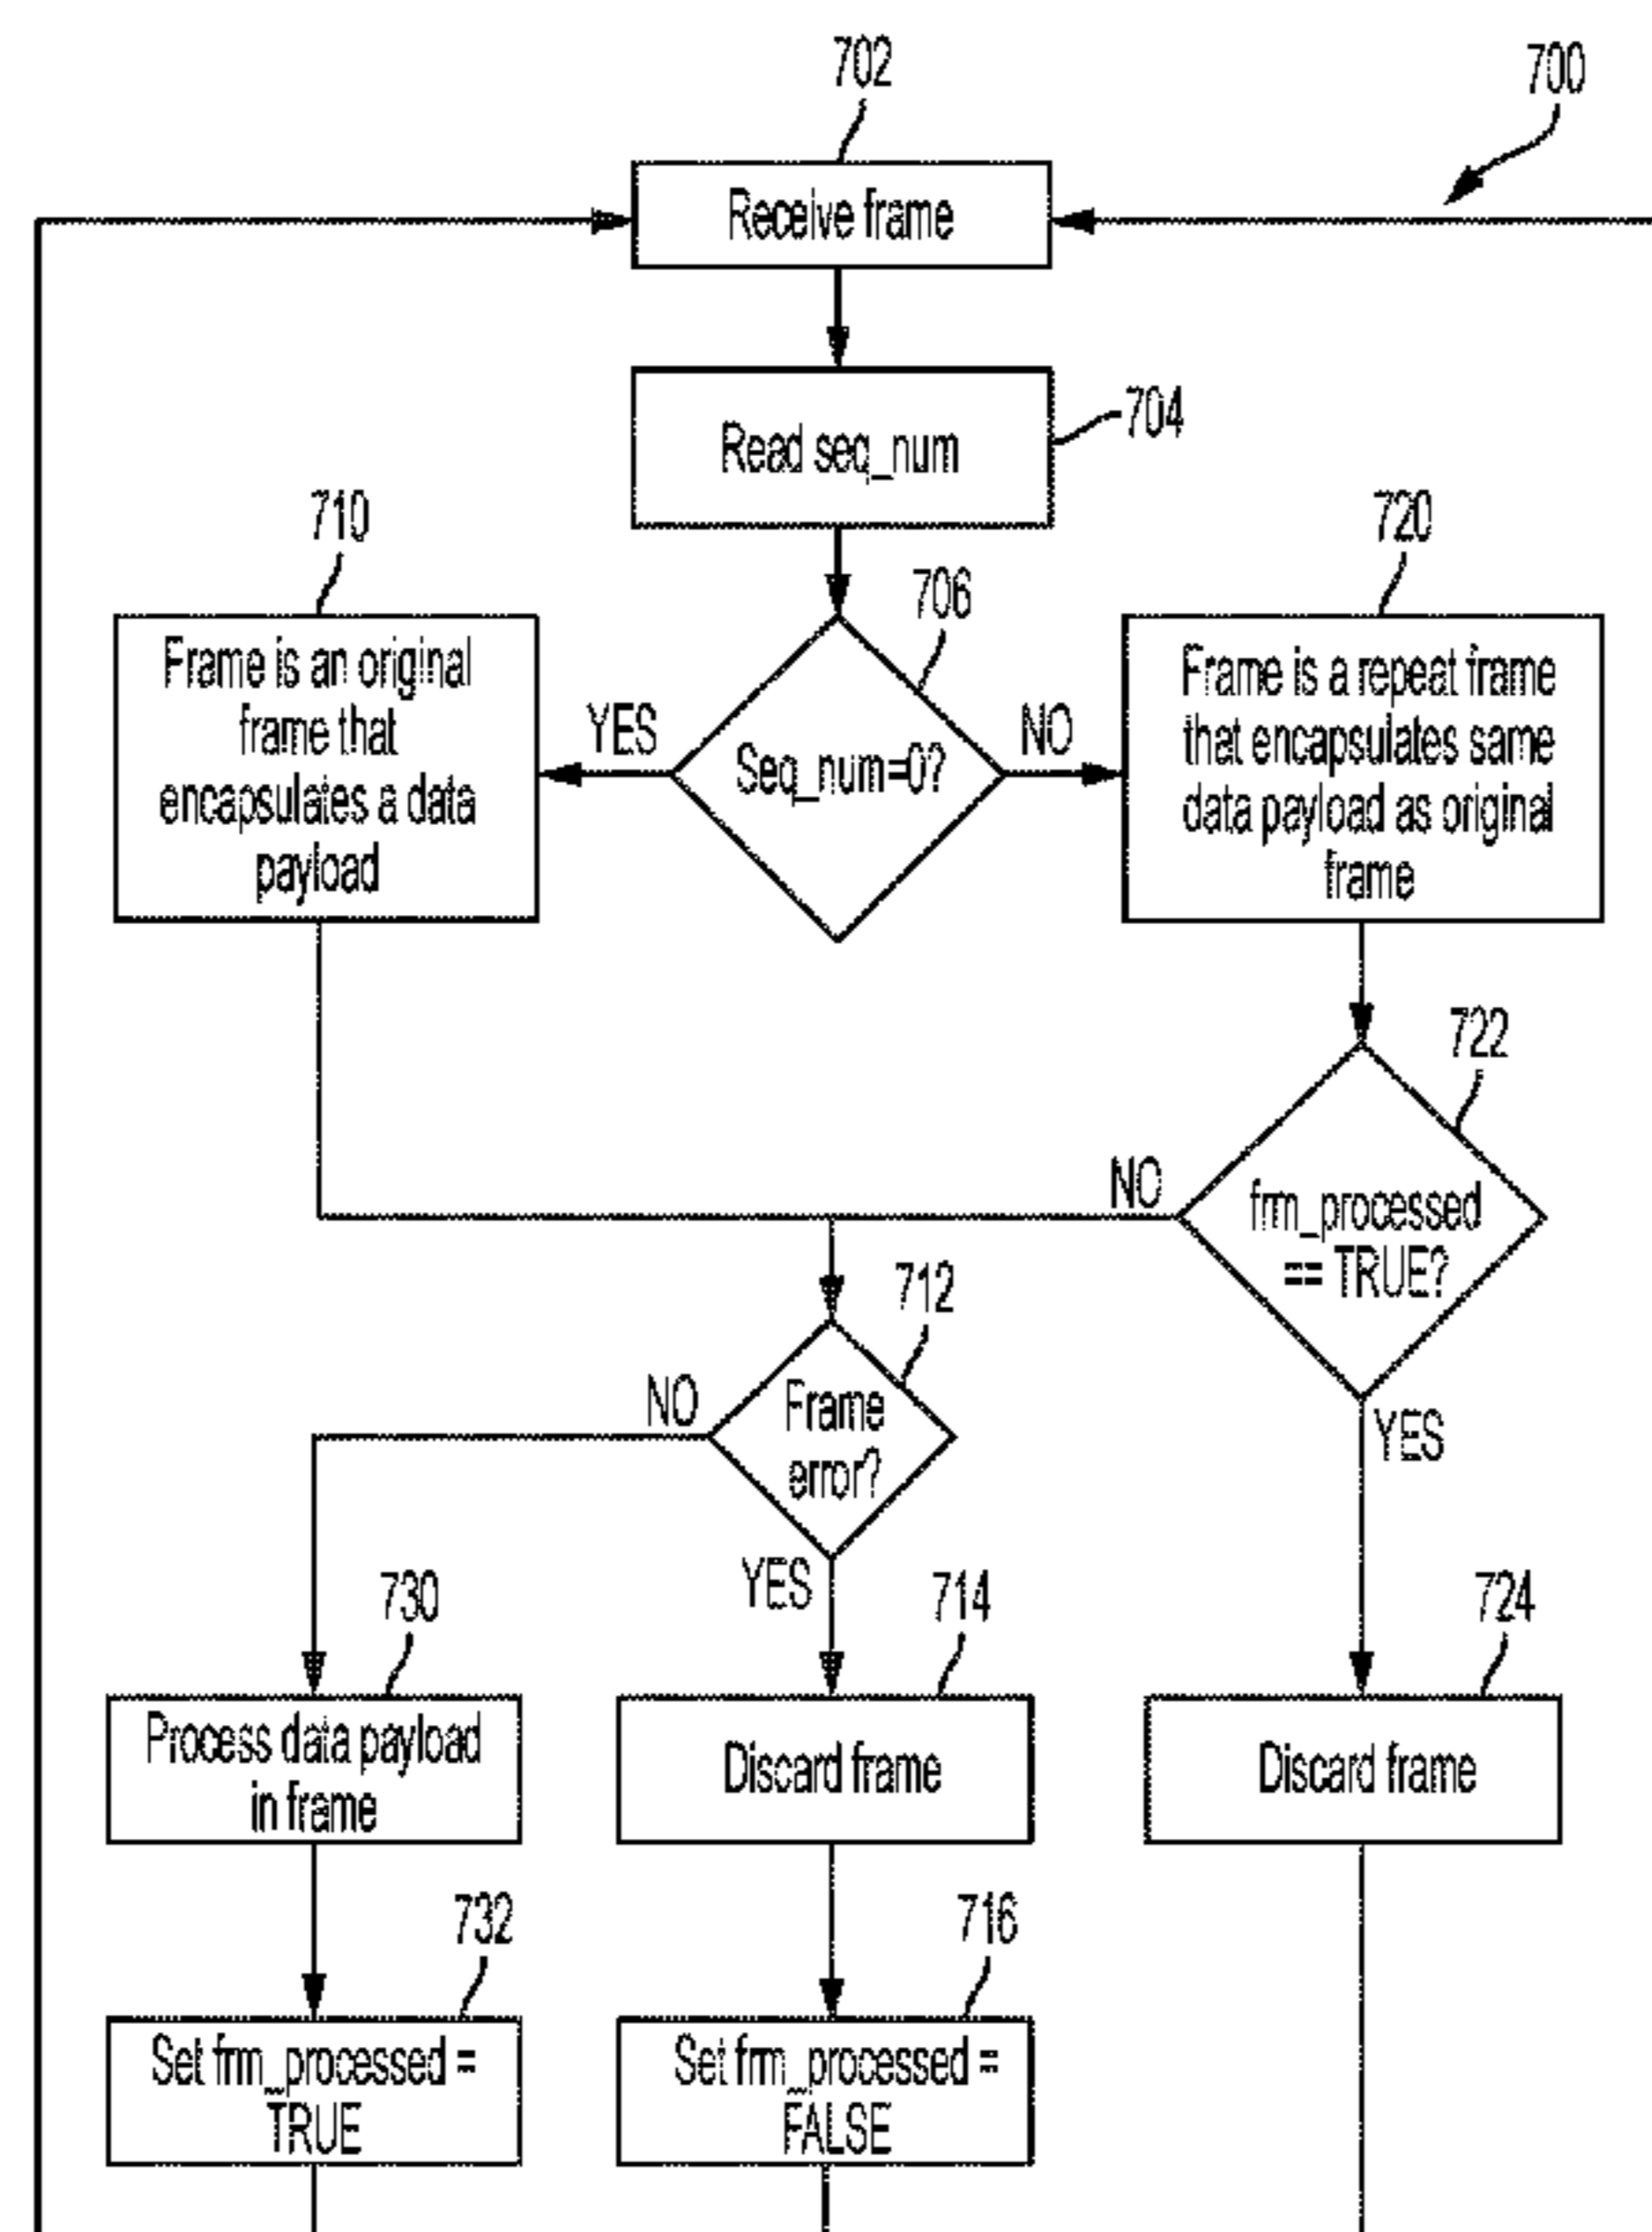 702
700
Receive frame
704
Read seq_num
710
720
706
Frame is an original
frame that
encapsulates a data
payload
YES
Seq_num=0?
NO
Frame is a repeat frame
that encapsulates same
data payload as original
frame
722
NO
frm_processed
== TRUE?
712
NO
Frame
error?
YES
YES
730
714
724
Process data payload
in frame
Discard frame
Discard frame
732
716
Set frm_processed =
TRUE
Set frm_processed =
FALSE